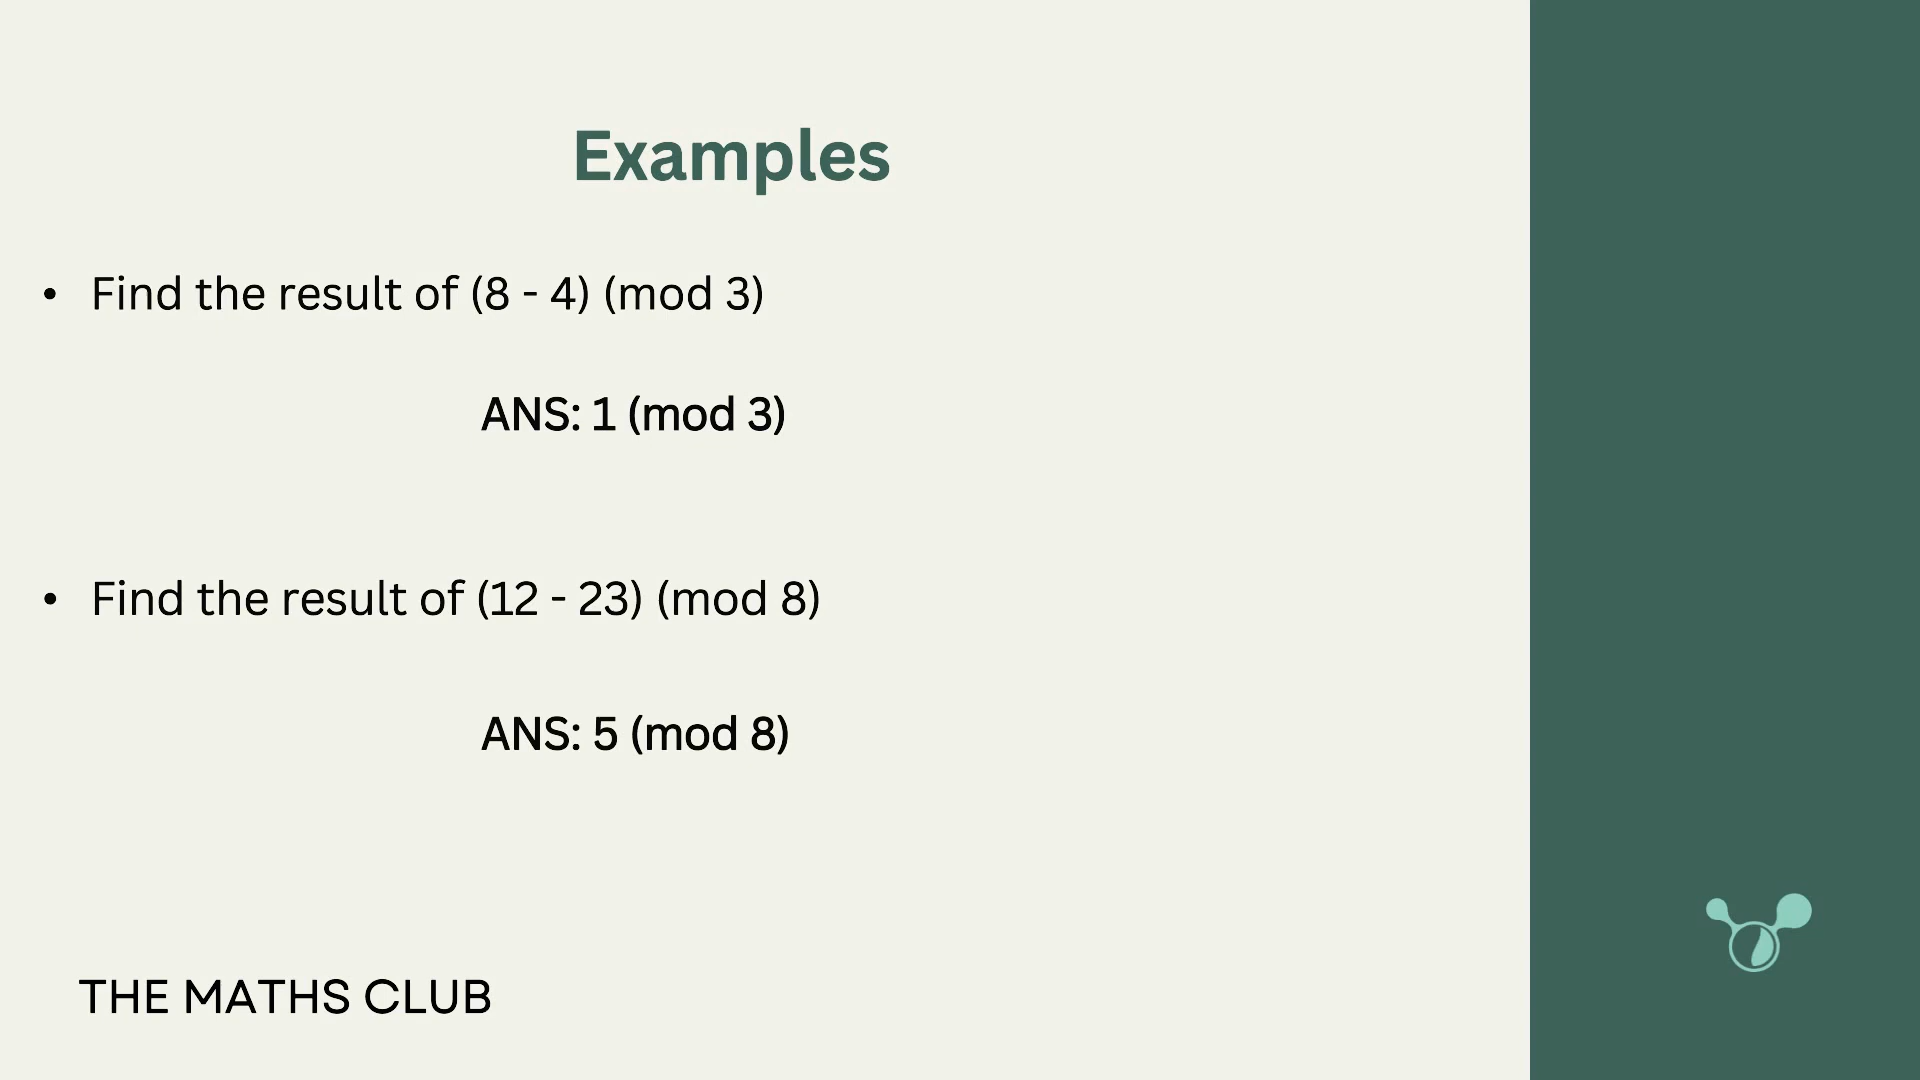 Examples
• Find the result of (8 - 4) (mod 3)
ANS: 1 (mod 3)
• Find the result of (12 - 23) (mod 8)
ANS: 5 (mod 8)
THE MATHS CLUB